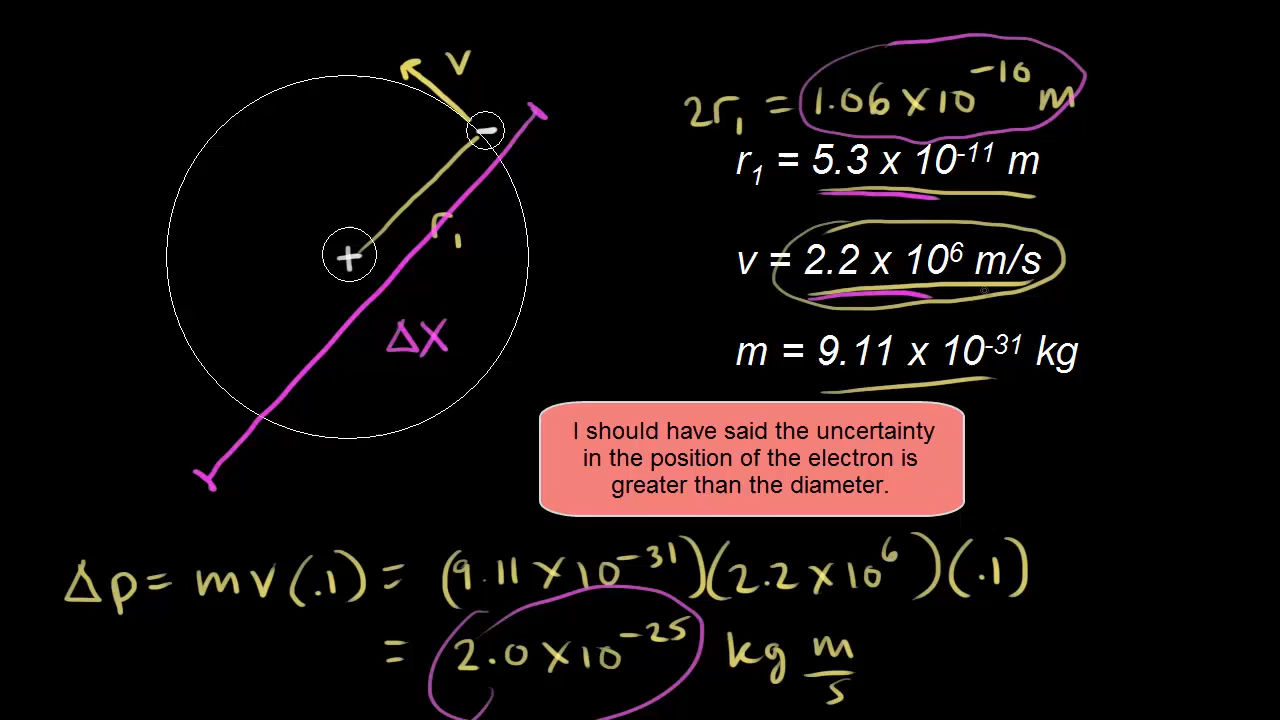 v
−
r₁
+
ΔX
2r₁ = 1.06 x 10⁻¹⁰ m
r₁ = 5.3 x 10⁻¹¹ m
v = 2.2 x 10⁶ m/s
m = 9.11 x 10⁻³¹ kg
I should have said the uncertainty
in the position of the electron is
greater than the diameter.
Δp = mv(.1) = (9.11 x 10⁻³¹)(2.2 x 10⁶)(.1)
= 2.0 x 10⁻²⁵ kg m/s